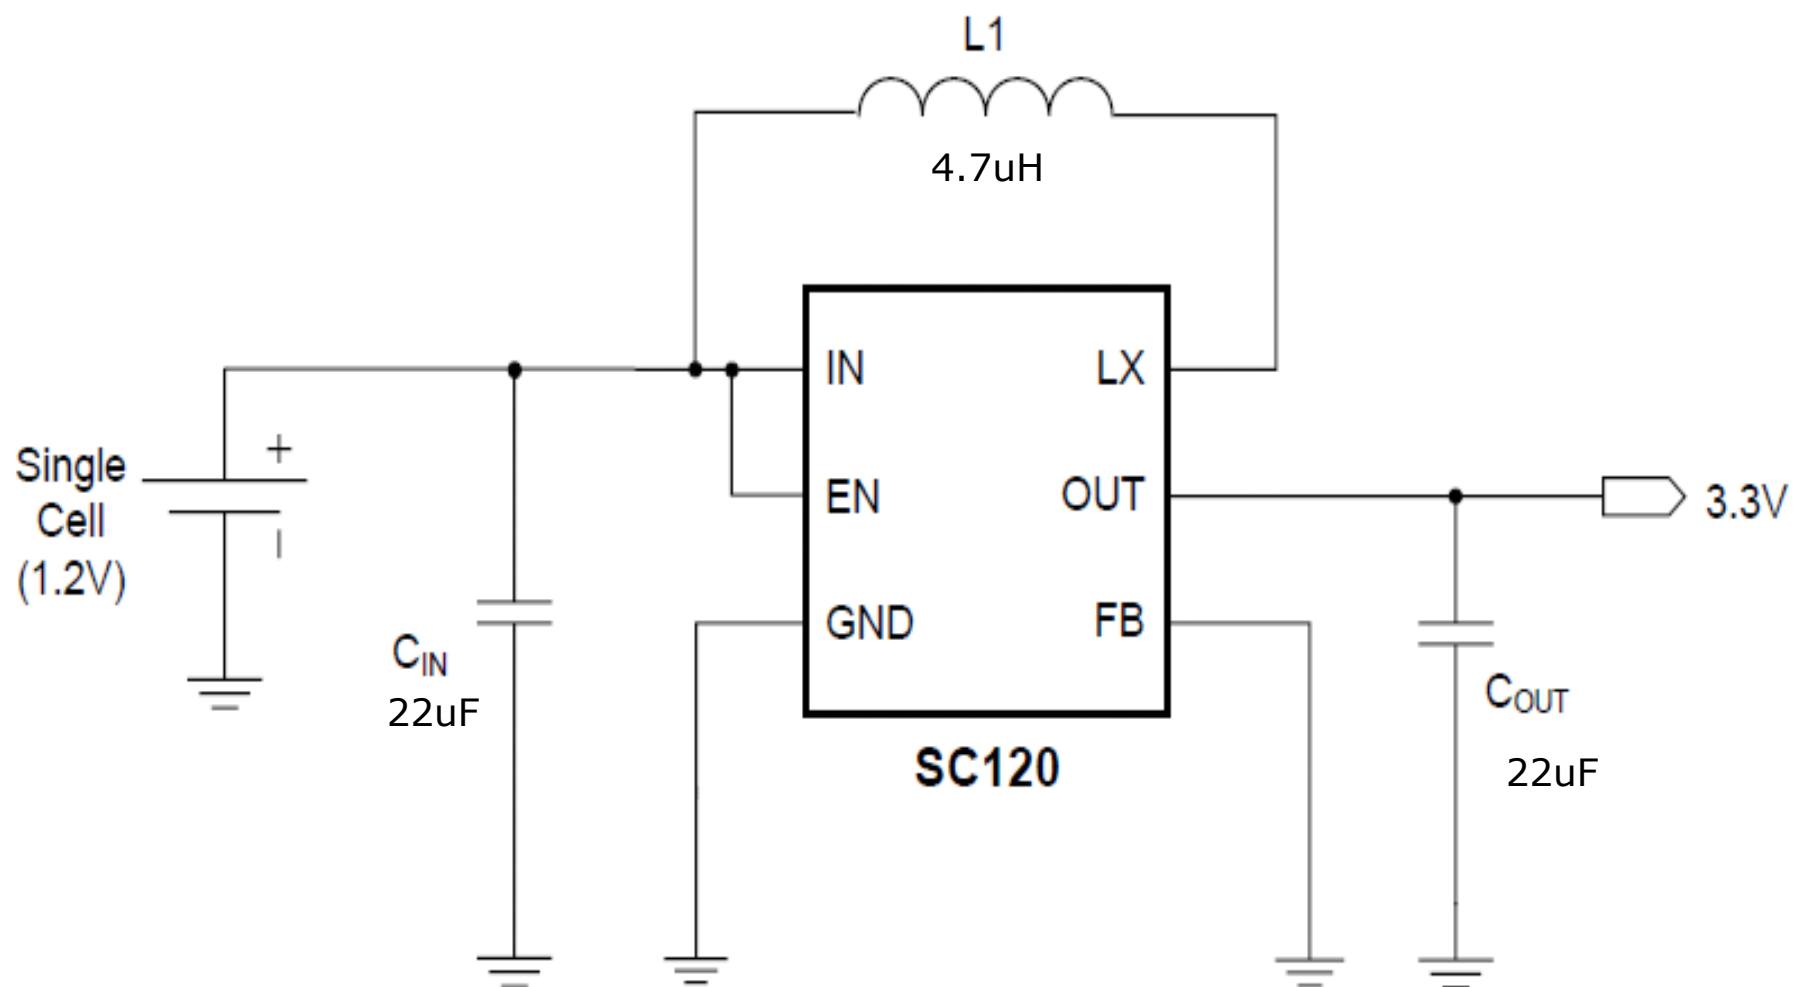 L1
4.7uH
IN
LX
Single
Cell
(1.2V)
+
EN
OUT
3.3V
GND
FB
CIN
22uF
COUT
22uF
SC120